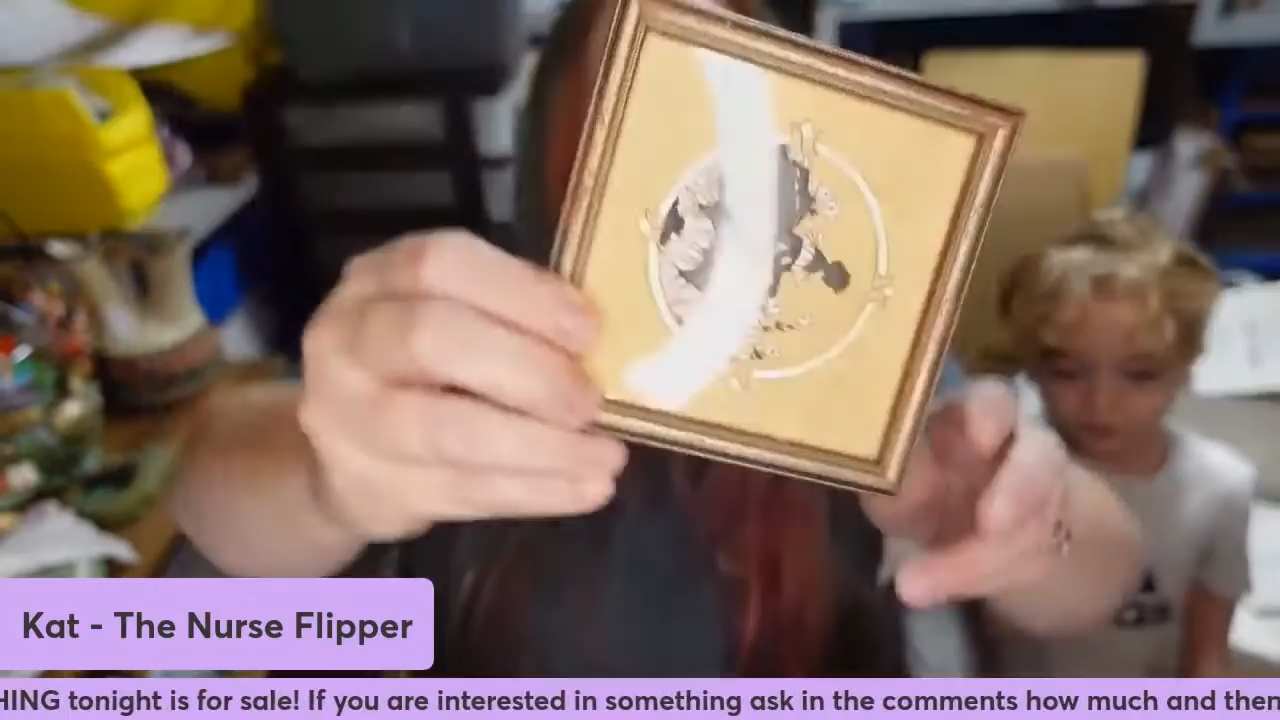 Kat - The Nurse Flipper
HING tonight is for sale! If you are interested in something ask in the comments how much and then